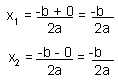 x₁ = -b + 0 / 2a = -b / 2a
x₂ = -b - 0 / 2a = -b / 2a